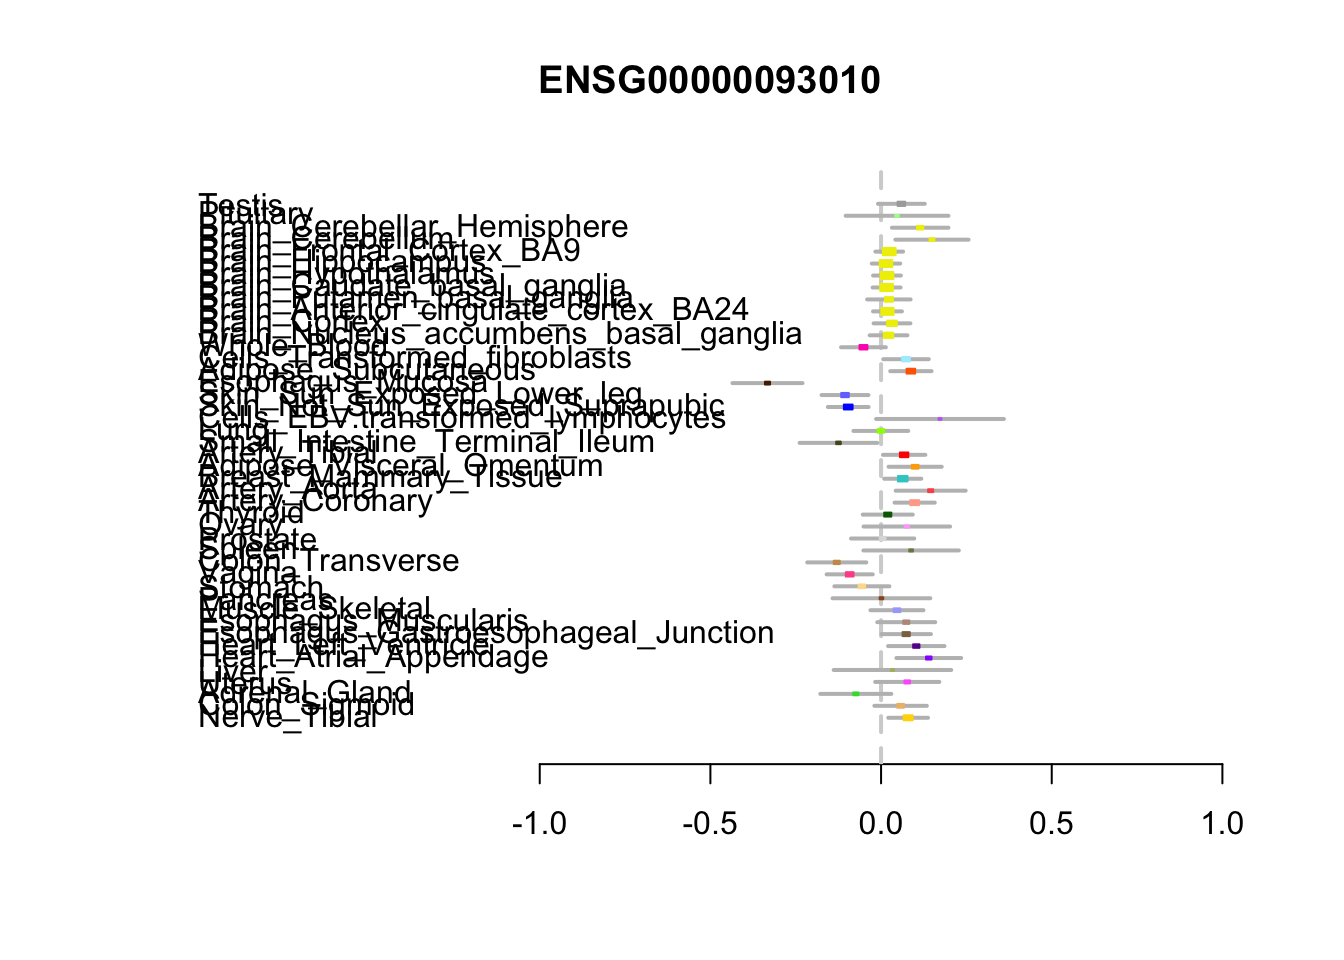 ENSG00000093010
Testis
Pituitary
Brain_Cerebellar_Hemisphere
Brain_Cerebellum
Brain_Frontal_Cortex_BA9
Brain_Hippocampus
Brain_Hypothalamus
Brain_Caudate_basal_ganglia
Brain_Putamen_basal_ganglia
Brain_Anterior_cingulate_cortex_BA24
Brain_Cortex
Brain_Nucleus_accumbens_basal_ganglia
Whole_Blood
Cells_Transformed_fibroblasts
Adipose_Subcutaneous
Esophagus_Mucosa
Skin_Sun_Exposed_Lower_leg
Skin_Not_Sun_Exposed_Suprapubic
Cells_EBV.transformed_lymphocytes
Lung
Small_Intestine_Terminal_Ileum
Artery_Tibial
Adipose_Visceral_Omentum
Breast_Mammary_Tissue
Artery_Aorta
Artery_Coronary
Thyroid
Ovary
Prostate
Spleen
Colon_Transverse
Vagina
Stomach
Pancreas
Muscle_Skeletal
Esophagus_Muscularis
Esophagus_Gastroesophageal_Junction
Heart_Left_Ventricle
Heart_Atrial_Appendage
Liver
Uterus
Adrenal_Gland
Colon_Sigmoid
Nerve_Tibial
-1.0 -0.5 0.0 0.5 1.0